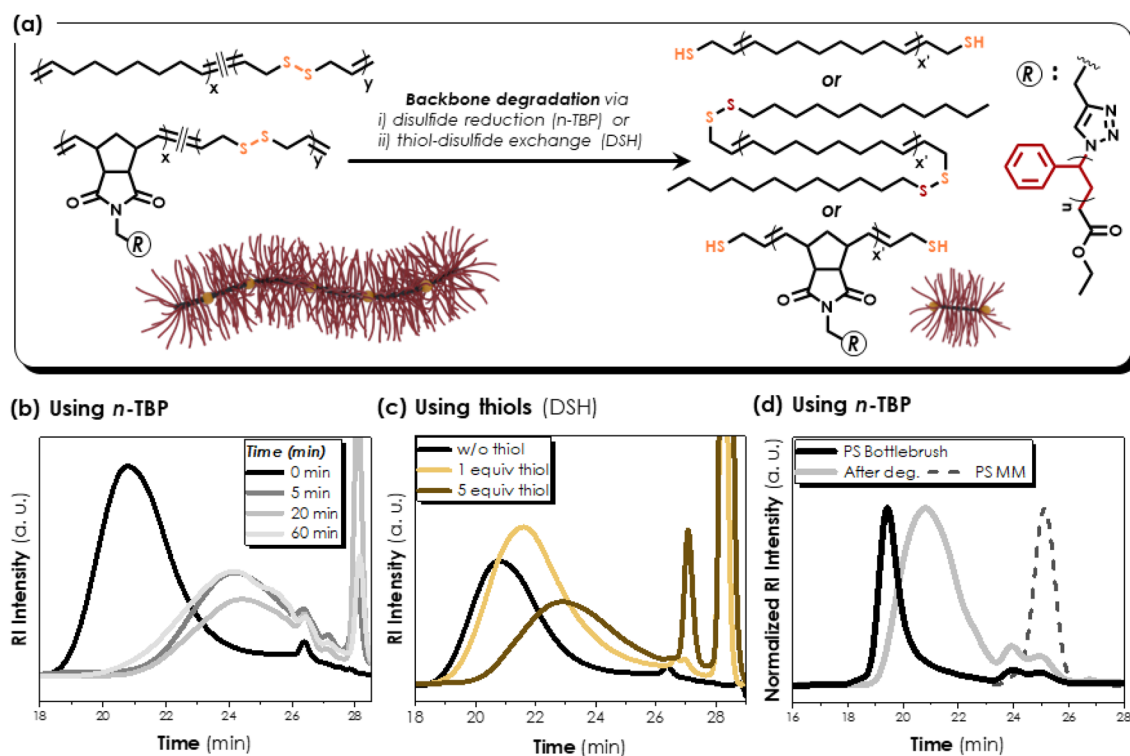 (a)
x
S
S
y
x
S
S
y
O
N
O
R
Backbone degradation via
i) disulfide reduction (n-TBP) or
ii) thiol-disulfide exchange (DSH)
HS
x'
SH
or
S
S
x'
S
S
or
HS
x'
SH
O
N
O
R
R :
N
N
N
n
O
O
(b) Using n-TBP
RI Intensity (a. u.)
Time (min)
0 min
5 min
20 min
60 min
18 20 22 24 26 28
Time (min)
(c) Using thiols (DSH)
RI Intensity (a. u.)
w/o thiol
1 equiv thiol
5 equiv thiol
18 20 22 24 26 28
Time (min)
(d) Using n-TBP
Normalized RI Intensity (a. u.)
PS Bottlebrush
After deg. PS MM
16 18 20 22 24 26 28
Time (min)